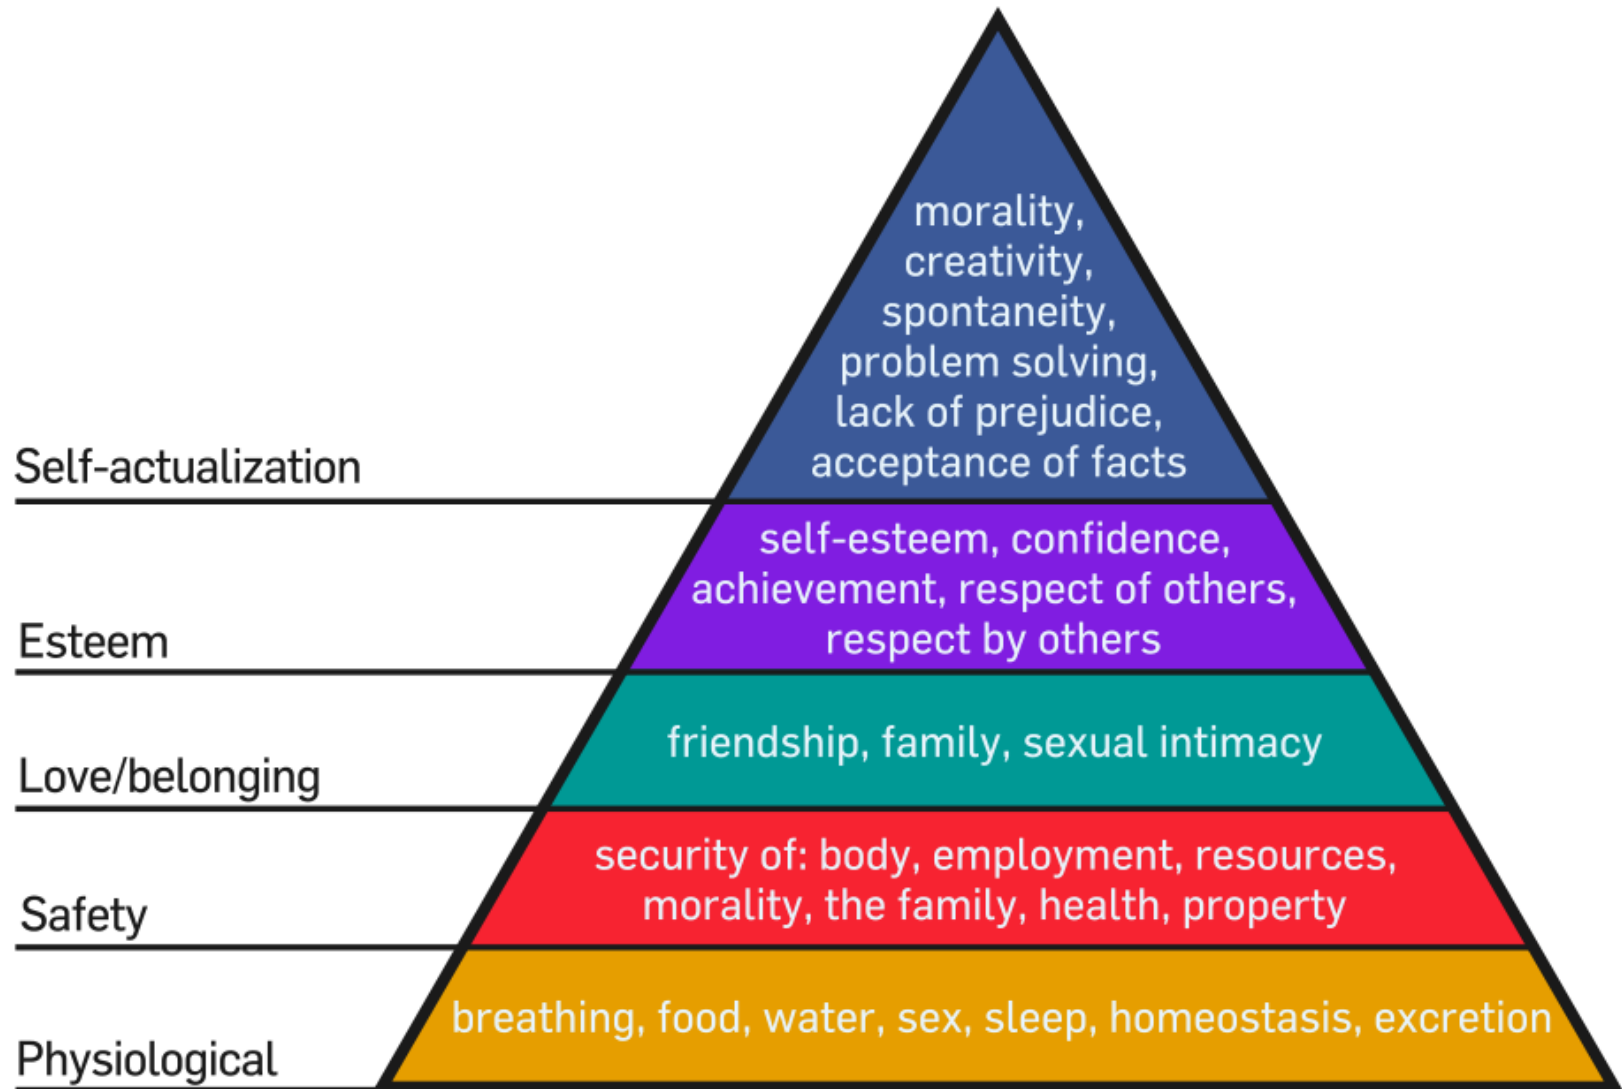 morality,
creativity,
spontaneity,
problem solving,
lack of prejudice,
acceptance of facts
Self-actualization
self-esteem, confidence,
achievement, respect of others,
respect by others
Esteem
friendship, family, sexual intimacy
Love/belonging
security of: body, employment, resources,
morality, the family, health, property
Safety
breathing, food, water, sex, sleep, homeostasis, excretion
Physiological